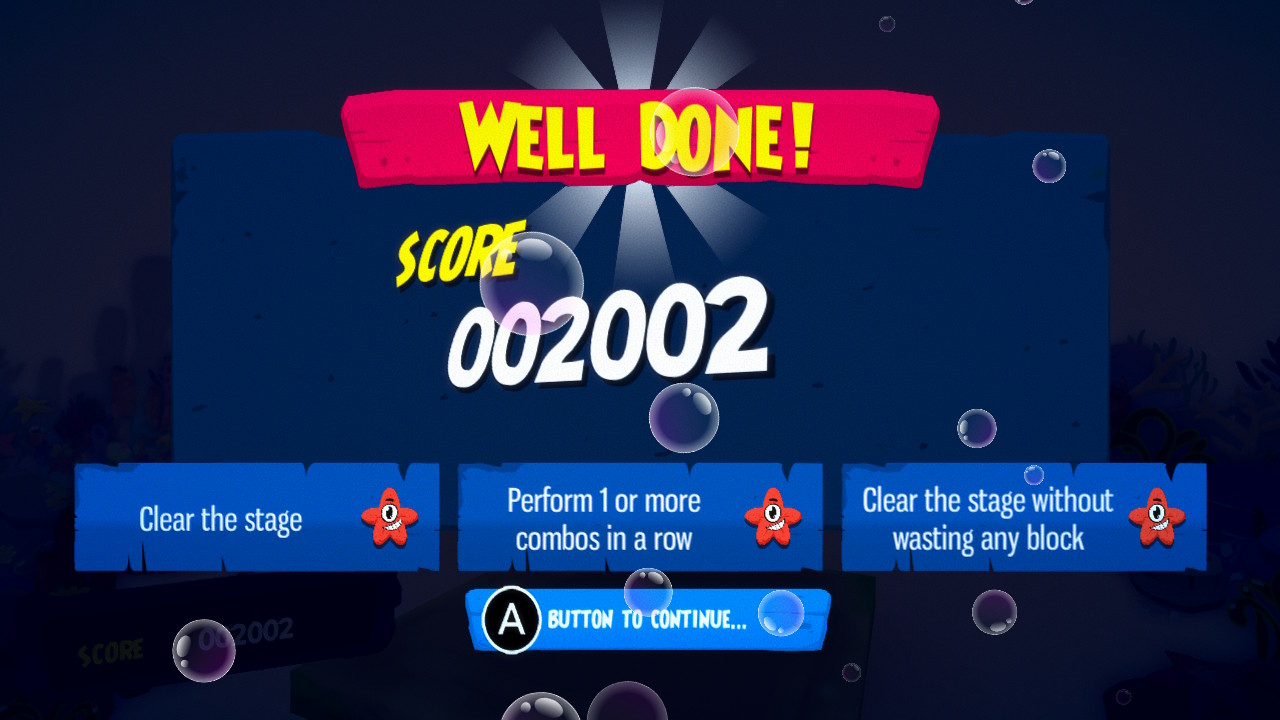 WELL DONE!
SCORE
002002
Clear the stage
Perform 1 or more
combos in a row
Clear the stage without
wasting any block
A BUTTON TO CONTINUE...
SCORE 002002